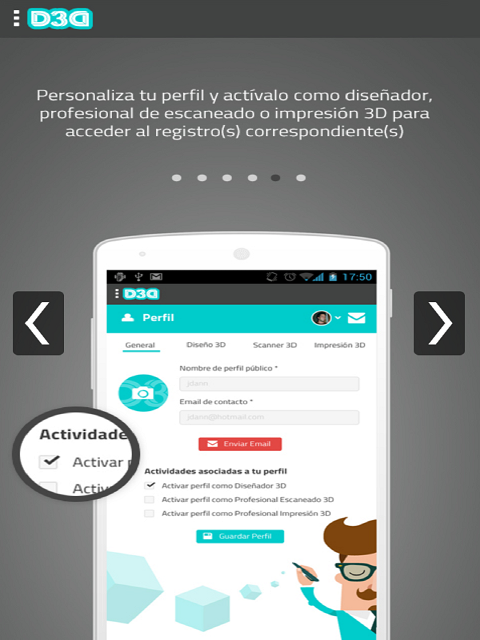 D3D
Personaliza tu perfil y actívalo como diseñador,
profesional de escaneado o impresión 3D para
acceder al registro(s) correspondiente(s)
17:50
D3D
Perfil
General Diseño 3D Scanner 3D Impresión 3D
Nombre de perfil público *
jdann
Email de contacto *
jdann@hotmail.com
Enviar Email
Actividades asociadas a tu perfil
Activar perfil como Diseñador 3D
Activar perfil como Profesional Escaneado 3D
Activar perfil como Profesional Impresión 3D
Guardar Perfil
Actividade
Activar p
Activ